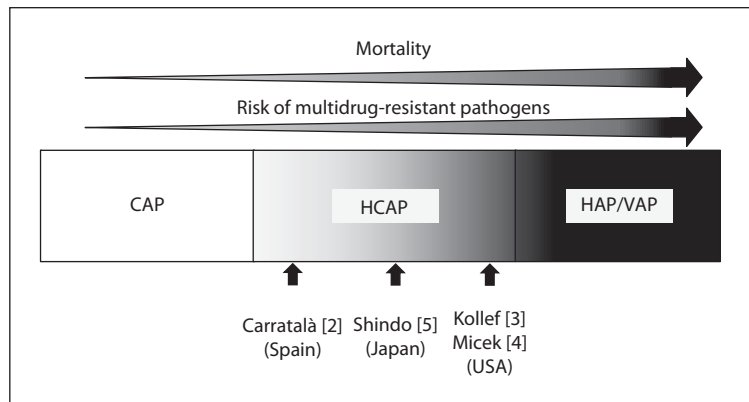 Mortality
Risk of multidrug-resistant pathogens
CAP
HCAP
HAP/VAP
Carratalà [2]
(Spain)
Shindo [5]
(Japan)
Kollef [3]
Micek [4]
(USA)